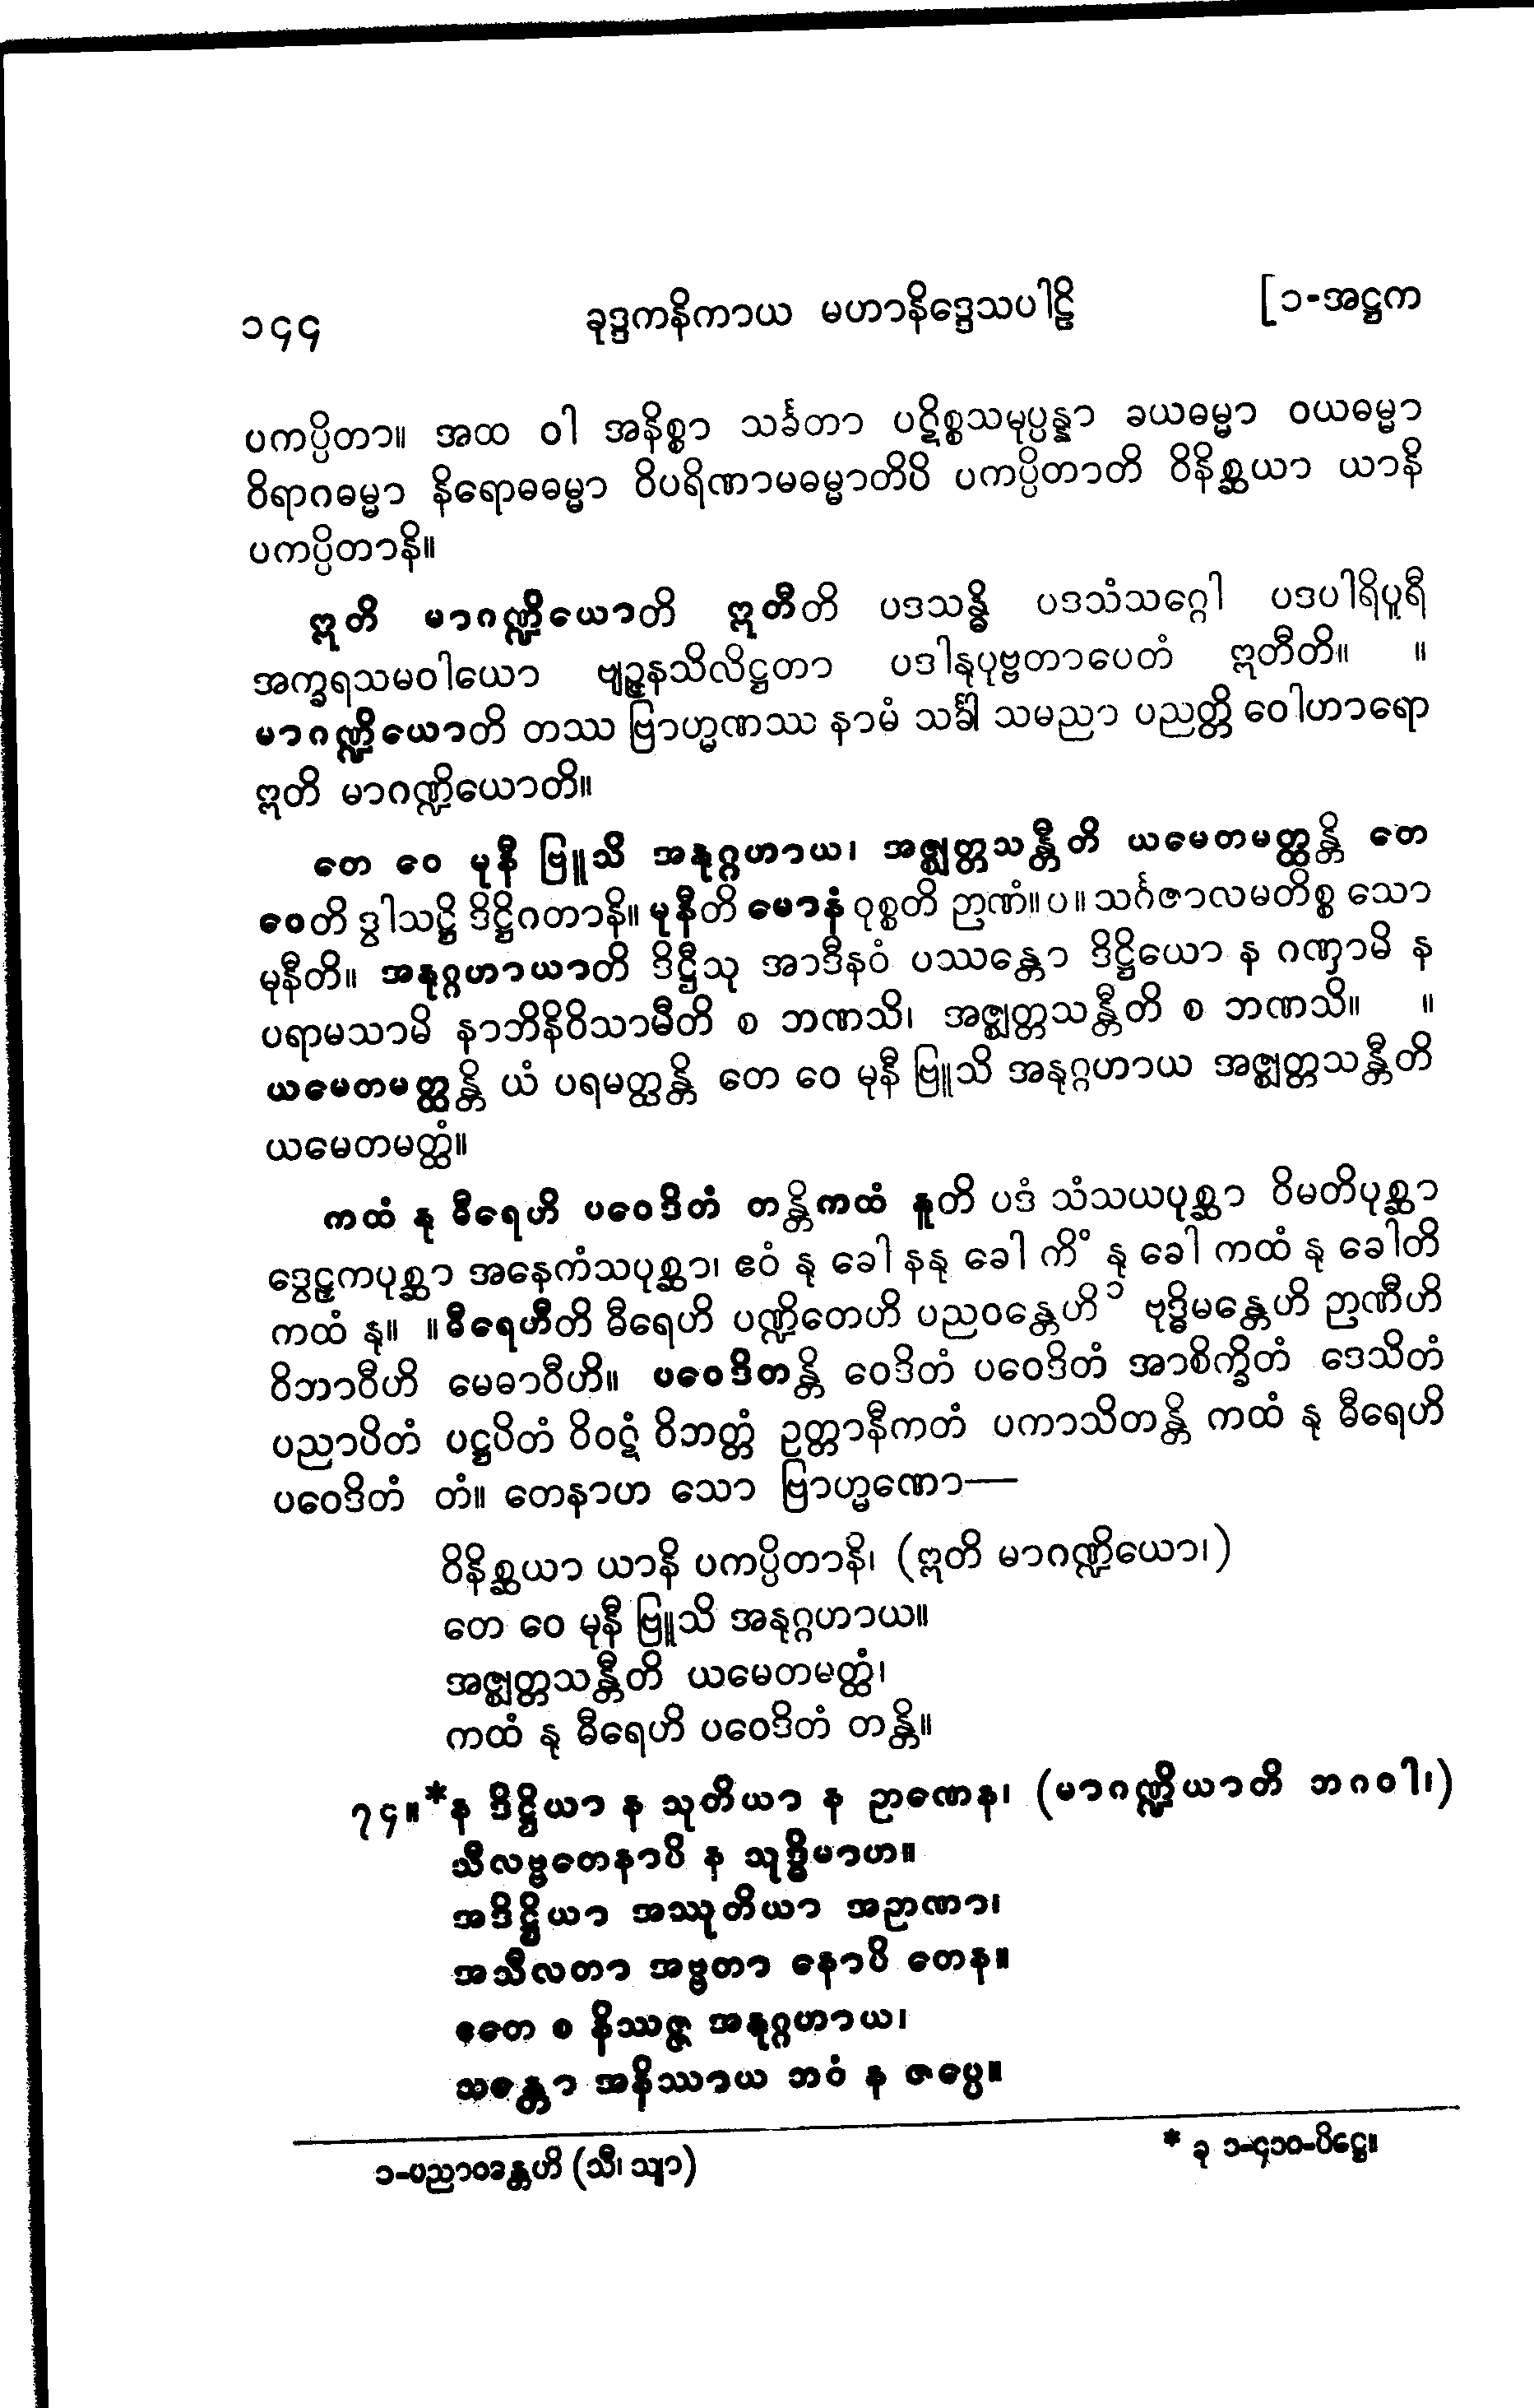 ၁၄၄ ခုဒ္ဒကနိကာယ မဟာနိဒ္ဒေသပါဠိ [၁-အဋ္ဌက
ပကပ္ပိတာ။ အထ ဝါ အနိစ္စာ သင်္ခတာ ပဋိစ္စသမုပ္ပန္နာ ခယဓမ္မာ ဝယဓမ္မာ
ဝိရာဂဓမ္မာ နိရောဓဓမ္မာ ဝိပရိဏာမဓမ္မာတိပိ ပကပ္ပိတာတိ ဝိနိစ္ဆယာ ယာနိ
ပကပ္ပိတာနိ။
ဣတိ မာဂဏ္ဍိယောတိ ဣတီတိ ပဒသန္ဓိ ပဒသံသဂ္ဂေါ ပဒပါရိပူရီ
အက္ခရသမဝါယော ဗျဉ္ဇနသိလိဋ္ဌတာ ပဒါနုပုဗ္ဗတာပေတံ ဣတီတိ။ ။
မာဂဏ္ဍိယောတိ တဿ ဗြာဟ္မဏဿ နာမံ သင်္ခါ သမညာ ပညတ္တိ ဝေါဟာရော
ဣတိ မာဂဏ္ဍိယောတိ။
တေ ဝေ မုနီ ဗြူသိ အနုဂ္ဂဟာယ၊ အဇ္ဈတ္တသန္တီတိ ယမေတမတ္ထန္တိ တေ
ဝေတိ ဒွါသဋ္ဌိ ဒိဋ္ဌိဂတာနိ။ မုနီတိ မောနံ ဝုစ္စတိ ဉာဏံ။ပ။ သင်္ဂဇာလမတိစ္စ သော
မုနီတိ။ အနုဂ္ဂဟာယာတိ ဒိဋ္ဌီသု အာဒီနဝံ ပဿန္တော ဒိဋ္ဌိယော န ဂဏှာမိ န
ပရာမသာမိ နာဘိနိဝိသာမီတိ စ ဘဏသိ၊ အဇ္ဈတ္တသန္တီတိ စ ဘဏသိ။ ။
ယမေတမတ္ထန္တိ ယံ ပရမတ္ထန္တိ တေ ဝေ မုနီ ဗြူသိ အနုဂ္ဂဟာယ အဇ္ဈတ္တသန္တီတိ
ယမေတမတ္ထံ။
ကထံ နု ဓီရေဟိ ပဝေဒိတံ တန္တိကထံ နူတိ ပဒံ သံသယပုစ္ဆာ ဝိမတိပုစ္ဆာ
ဒွေဠှကပုစ္ဆာ အနေကံသပုစ္ဆာ၊ ဧဝံ နု ခေါ နနု ခေါ ကိံ နု ခေါ ကထံ နု ခေါတိ
ကထံ နု။ ။ဓီရေဟီတိ ဓီရေဟိ ပဏ္ဍိတေဟိ ပညဝန္တေဟိ ၁ ဗုဒ္ဓိမန္တေဟိ ဉာဏီဟိ
ဝိဘာဝီဟိ မေဓာဝီဟိ။ ပဝေဒိတန္တိ ဝေဒိတံ ပဝေဒိတံ အာစိက္ခိတံ ဒေသိတံ
ပညာပိတံ ပဋ္ဌပိတံ ဝိဝဋံ ဝိဘတ္တံ ဥတ္တာနီကတံ ပကာသိတန္တိ ကထံ နု ဓီရေဟိ
ပဝေဒိတံ တံ။ တေနာဟ သော ဗြာဟ္မဏော—
ဝိနိစ္ဆယာ ယာနိ ပကပ္ပိတာနိ၊ (ဣတိ မာဂဏ္ဍိယော၊)
တေ ဝေ မုနီ ဗြူသိ အနုဂ္ဂဟာယ။
အဇ္ဈတ္တသန္တီတိ ယမေတမတ္ထံ၊
ကထံ နု ဓီရေဟိ ပဝေဒိတံ တန္တိ။
၇၄။*န ဒိဋ္ဌိယာ န သုတိယာ န ဉာဏေန၊ (မာဂဏ္ဍိယာတိ ဘဂဝါ၊)
သီလဗ္ဗတေနာပိ န သုဒ္ဓိမာဟ။
အဒိဋ္ဌိယာ အဿုတိယာ အဉာဏာ၊
အသီလတာ အဗ္ဗတာ နောပိ တေန။
ဧတေ စ နိဿဇ္ဇ အနုဂ္ဂဟာယ၊
သန္တော အနိဿာယ ဘဝံ န ဇပ္ပေ။
၁-ပညာဝန္တေဟိ (သီ၊ သျာ) * ခု ၁-၄၁၀-ပိဋ္ဌေ။